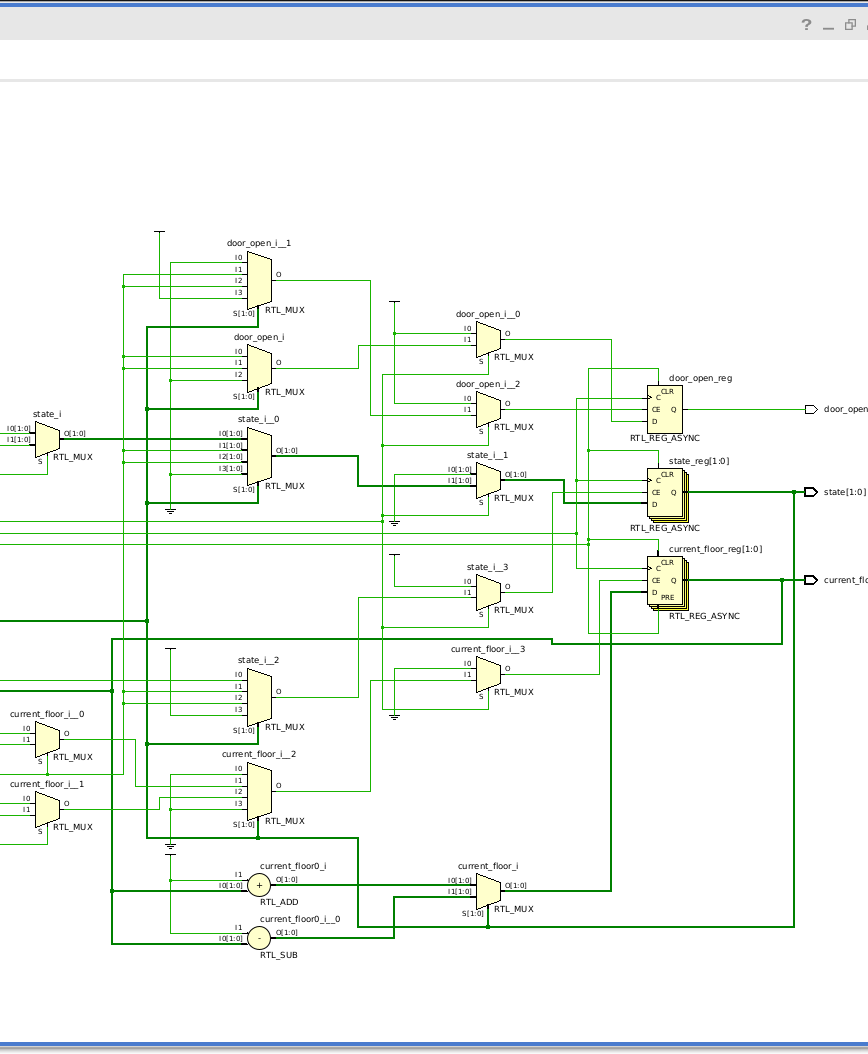 ?
door_open_i__1
I0
I1
I2
I3
S[1:0]
O
RTL_MUX
door_open_i
I0
I1
I2
S[1:0]
O
RTL_MUX
state_i
I0[1:0]
I1[1:0]
S
O[1:0]
RTL_MUX
state_i__0
I0[1:0]
I1[1:0]
I2[1:0]
I3[1:0]
S[1:0]
O[1:0]
RTL_MUX
door_open_i__0
I0
I1
S
O
RTL_MUX
door_open_i__2
I0
I1
S
O
RTL_MUX
state_i__1
I0[1:0]
I1[1:0]
S
O[1:0]
RTL_MUX
door_open_reg
CLR
C
CE
Q
D
RTL_REG_ASYNC
door_open
state_reg[1:0]
CLR
C
CE
Q
D
RTL_REG_ASYNC
state[1:0]
current_floor_reg[1:0]
CLR
C
CE
Q
D
PRE
RTL_REG_ASYNC
current_flo
state_i__3
I0
I1
S
O
RTL_MUX
current_floor_i__3
I0
I1
S
O
RTL_MUX
state_i__2
I0
I1
I2
I3
S[1:0]
O
RTL_MUX
current_floor_i__0
I0
I1
S
O
RTL_MUX
current_floor_i__2
I0
I1
I2
I3
S[1:0]
O
RTL_MUX
current_floor_i__1
I0
I1
S
O
RTL_MUX
current_floor0_i
I1
I0[1:0]
+
O[1:0]
RTL_ADD
current_floor0_i__0
I1
I0[1:0]
-
O[1:0]
RTL_SUB
current_floor_i
I0[1:0]
I1[1:0]
S[1:0]
O[1:0]
RTL_MUX